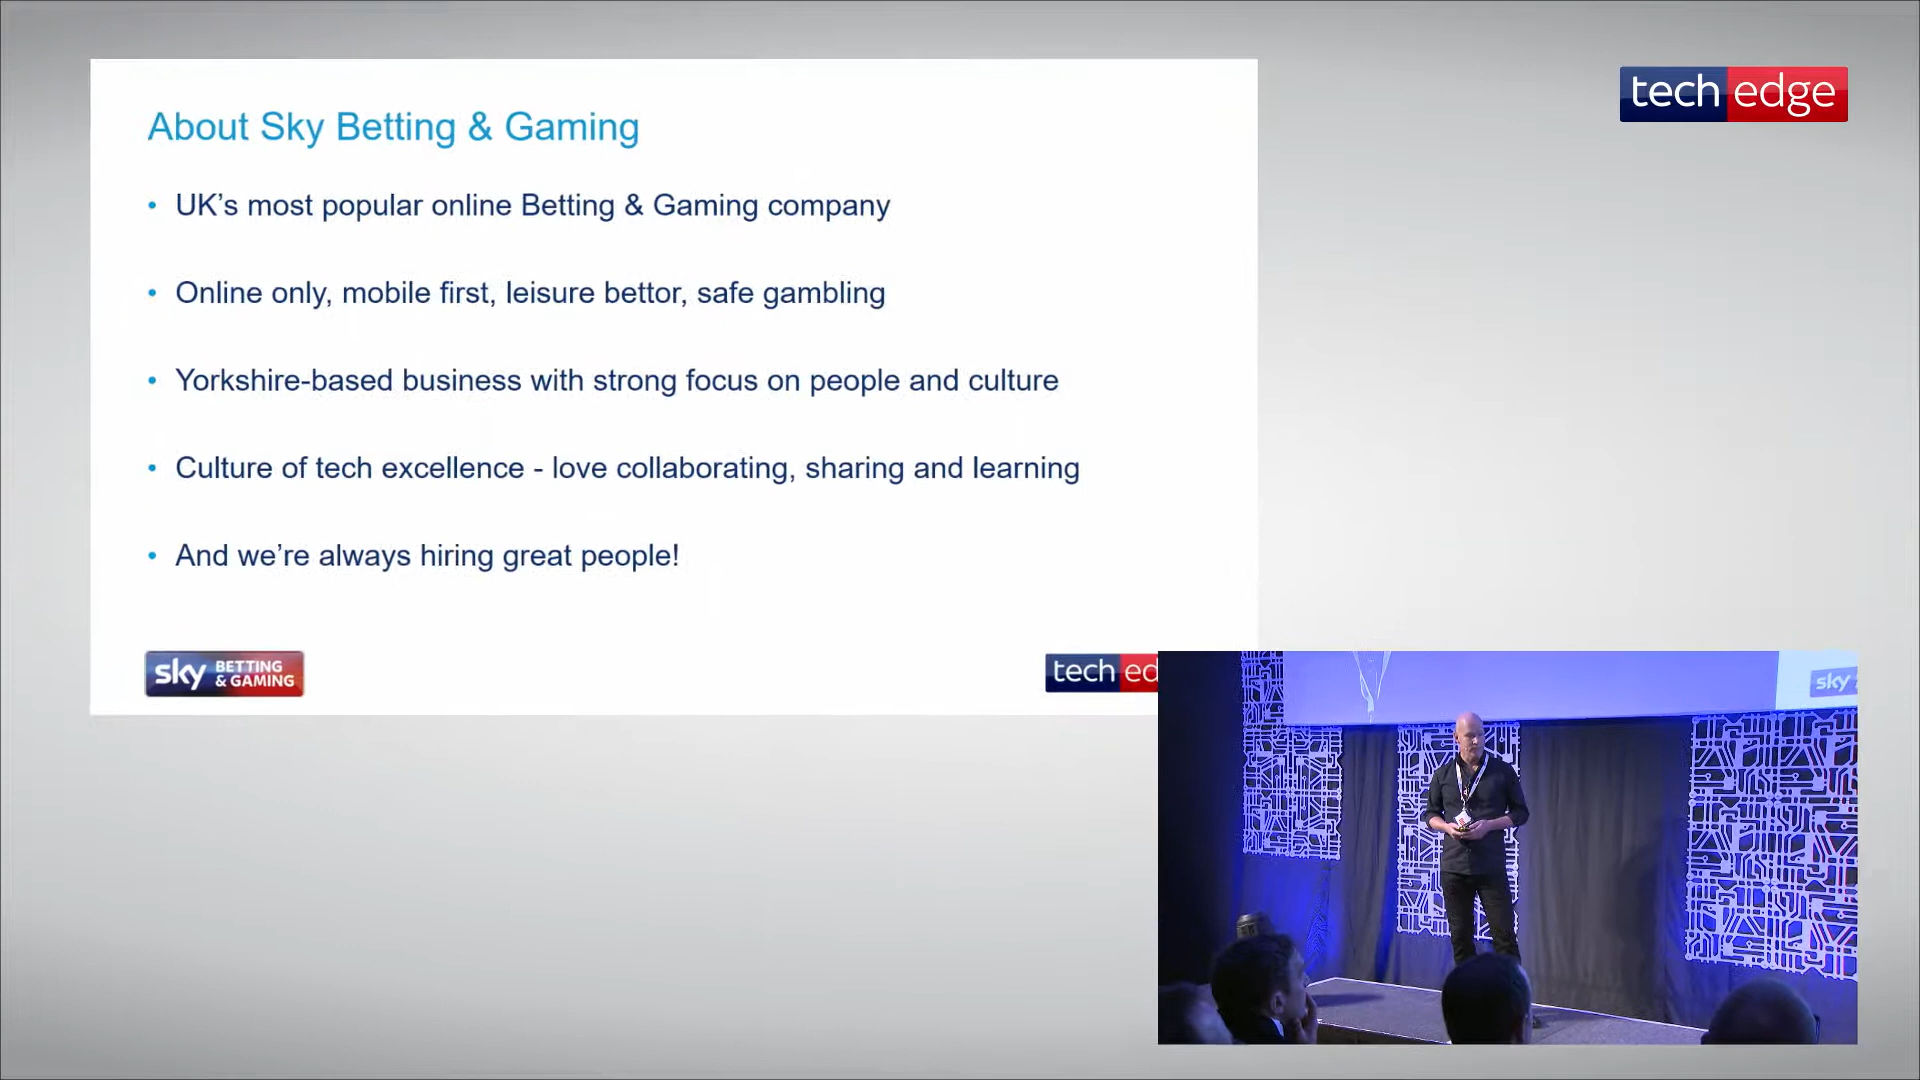 About Sky Betting & Gaming
• UK’s most popular online Betting & Gaming company
• Online only, mobile first, leisure bettor, safe gambling
• Yorkshire-based business with strong focus on people and culture
• Culture of tech excellence - love collaborating, sharing and learning
• And we’re always hiring great people!
sky BETTING & GAMING
tech ed
tech edge
sky